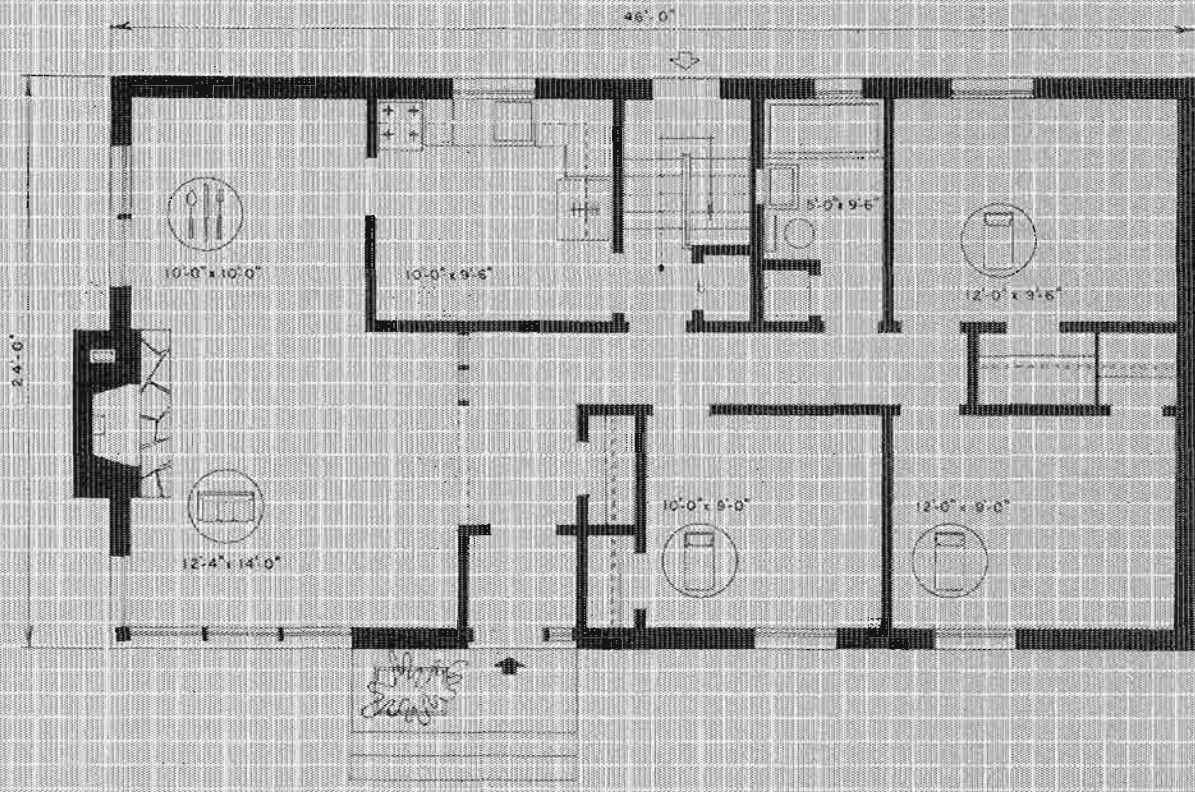 46'-0"
24'-0"
5'-0" x 9'-6"
10'-0" x 10'-0"
10'-0" x 9'-6"
12'-0" x 9'-6"
10'-0" x 9'-0"
12'-0" x 9'-0"
12'-4" x 14'-0"